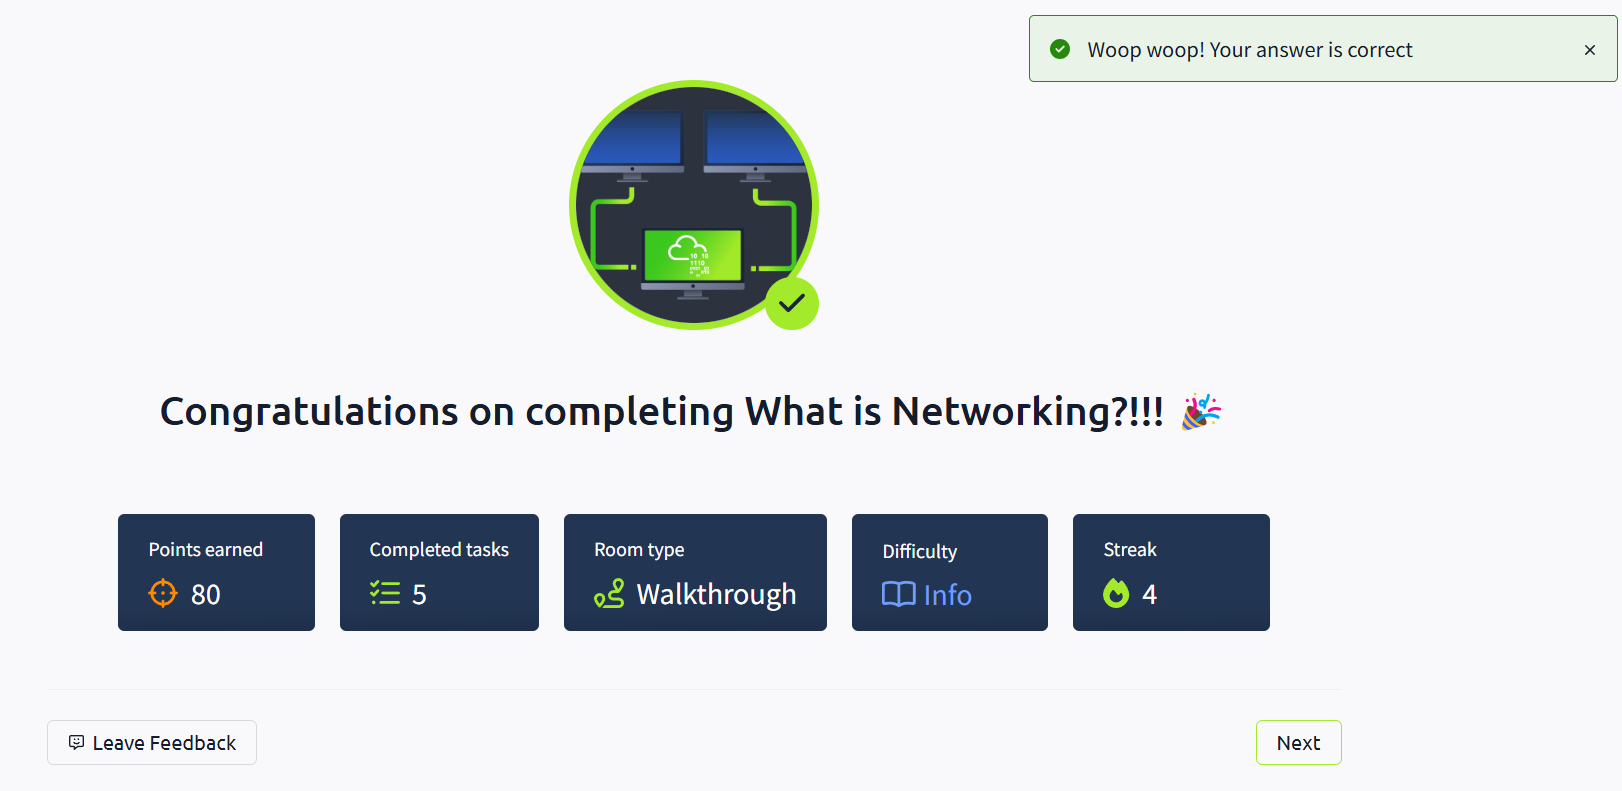 Woop woop! Your answer is correct
10 10
1110
Congratulations on completing What is Networking?!!! 🎉
Points earned
80
Completed tasks
5
Room type
Walkthrough
Difficulty
Info
Streak
4
Leave Feedback
Next